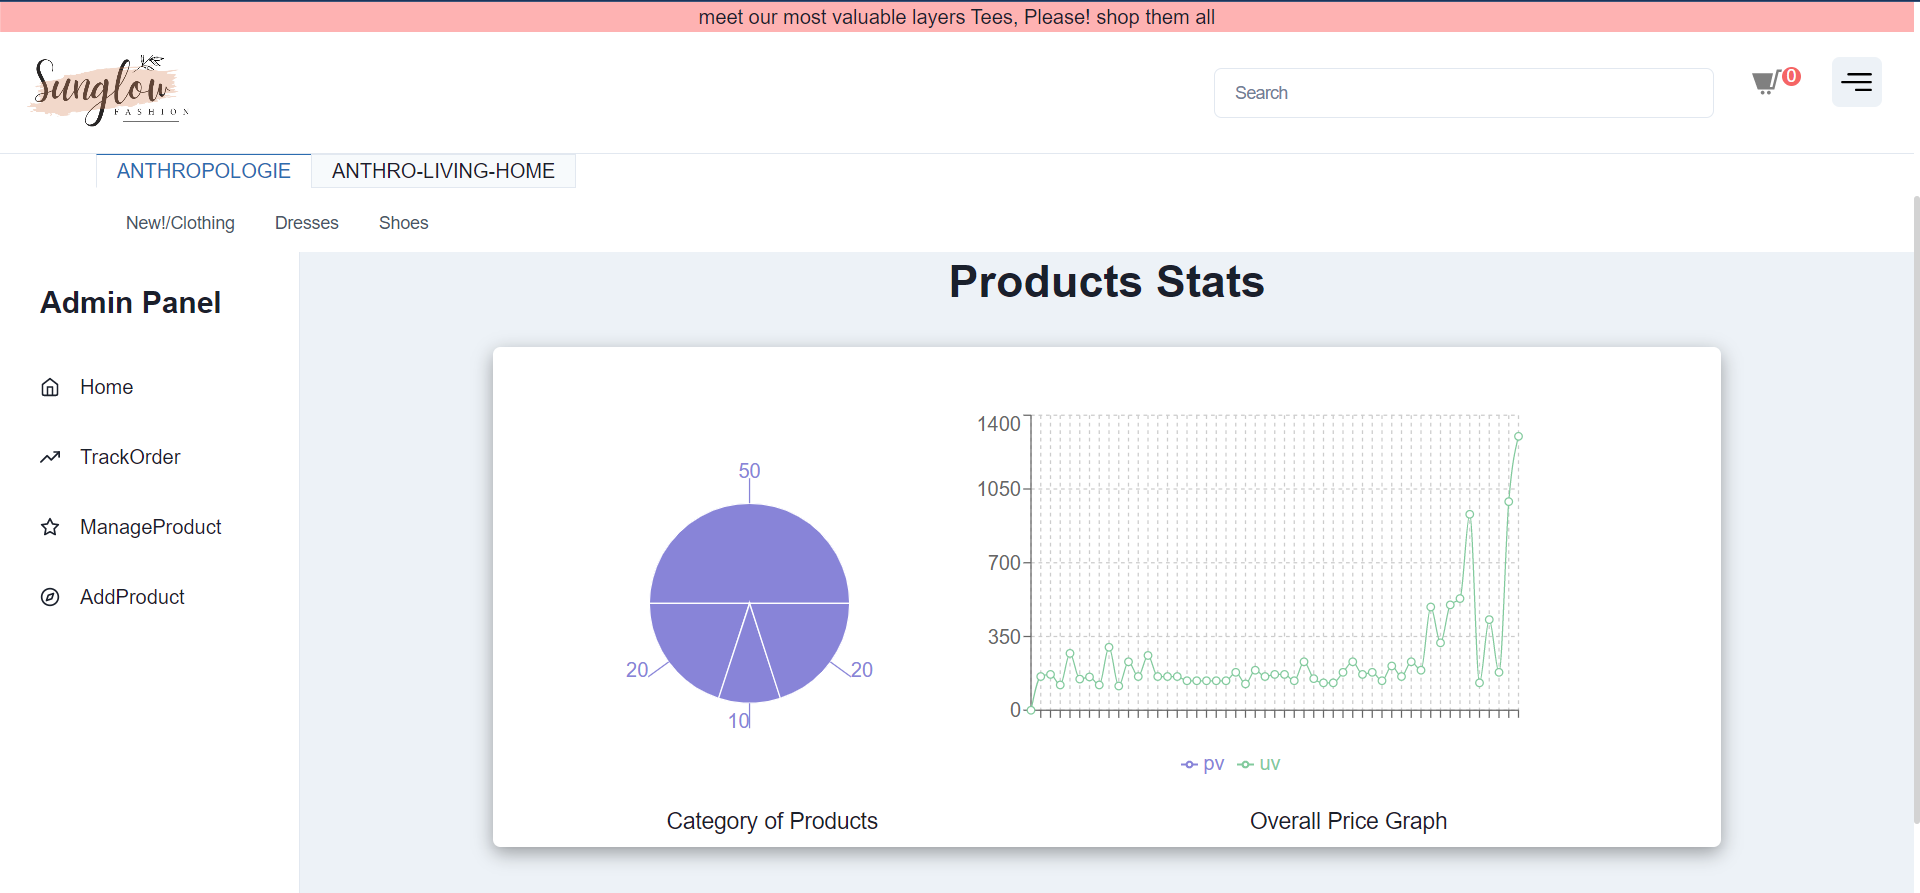 meet our most valuable layers Tees, Please! shop them all
Sunglow
FASHION
Search
0
ANTHROPOLOGIE
ANTHRO-LIVING-HOME
New!/Clothing
Dresses
Shoes
Admin Panel
Home
TrackOrder
ManageProduct
AddProduct
Products Stats
50
20
20
10
Category of Products
1400
1050
700
350
0
pv
uv
Overall Price Graph